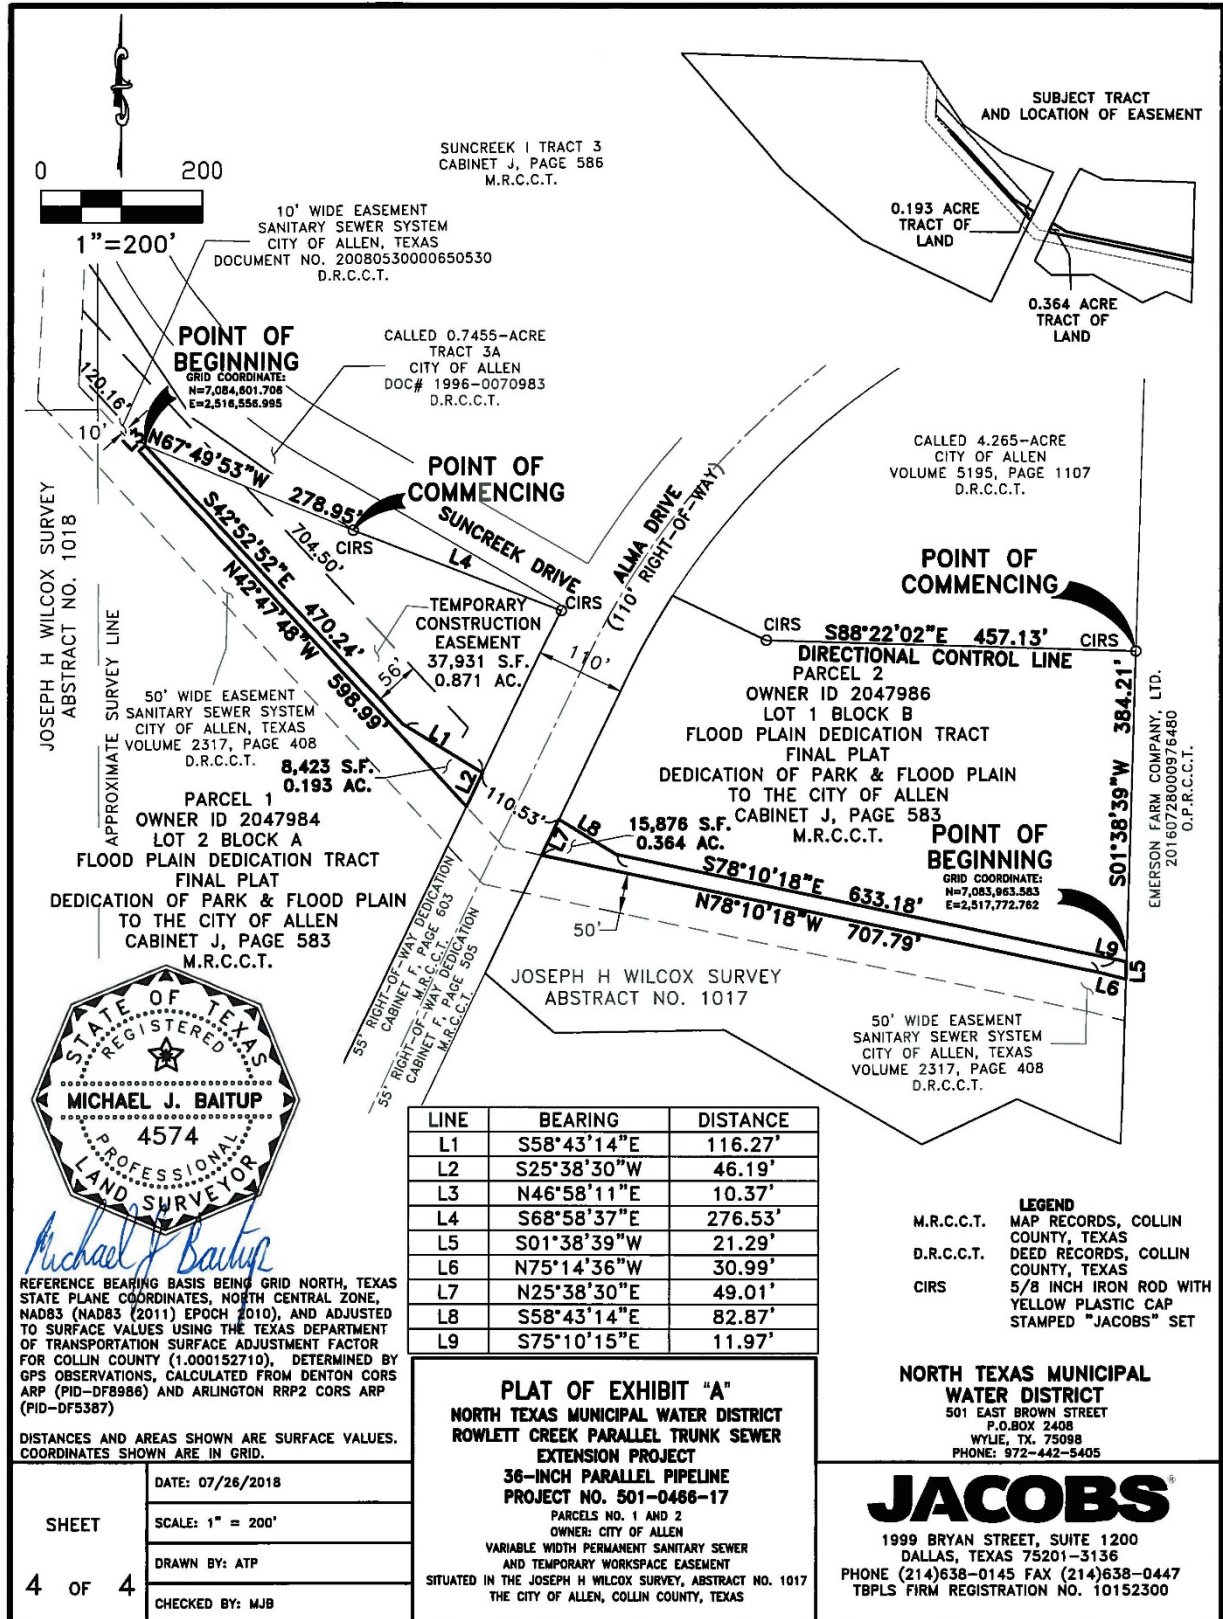 0 200
1"=200'
SUNCREEK I TRACT 3
CABINET J, PAGE 586
M.R.C.C.T.
SUBJECT TRACT
AND LOCATION OF EASEMENT
0.193 ACRE
TRACT OF
LAND
0.364 ACRE
TRACT OF
LAND
10' WIDE EASEMENT
SANITARY SEWER SYSTEM
CITY OF ALLEN, TEXAS
DOCUMENT NO. 20080530000650530
D.R.C.C.T.
CALLED 0.7455-ACRE
TRACT 3A
CITY OF ALLEN
DOC# 1996-0070983
D.R.C.C.T.
POINT OF
BEGINNING
GRID COORDINATE:
N=7,084,601.706
E=2,516,556.995
120.16'
10'
L3
N67°49'53"W 278.95'
POINT OF
COMMENCING
CIRS
L4
SUNCREEK DRIVE
CIRS
ALMA DRIVE
(110' RIGHT-OF-WAY)
110'
S42°52'52"E 470.24'
N42°47'48"W 598.99'
704.50'
56'
TEMPORARY
CONSTRUCTION
EASEMENT
37,931 S.F.
0.871 AC.
L1
L2
8,423 S.F.
0.193 AC.
JOSEPH H WILCOX SURVEY
ABSTRACT NO. 1018
APPROXIMATE SURVEY LINE
50' WIDE EASEMENT
SANITARY SEWER SYSTEM
CITY OF ALLEN, TEXAS
VOLUME 2317, PAGE 408
D.R.C.C.T.
PARCEL 1
OWNER ID 2047984
LOT 2 BLOCK A
FLOOD PLAIN DEDICATION TRACT
FINAL PLAT
DEDICATION OF PARK & FLOOD PLAIN
TO THE CITY OF ALLEN
CABINET J, PAGE 583
M.R.C.C.T.
CALLED 4.265-ACRE
CITY OF ALLEN
VOLUME 5195, PAGE 1107
D.R.C.C.T.
POINT OF
COMMENCING
CIRS S88°22'02"E 457.13' CIRS
DIRECTIONAL CONTROL LINE
PARCEL 2
OWNER ID 2047986
LOT 1 BLOCK B
FLOOD PLAIN DEDICATION TRACT
FINAL PLAT
DEDICATION OF PARK & FLOOD PLAIN
TO THE CITY OF ALLEN
CABINET J, PAGE 583
M.R.C.C.T.
S01°38'39"W 384.21'
EMERSON FARM COMPANY, LTD.
20160728000976480
O.P.R.C.C.T.
POINT OF
BEGINNING
GRID COORDINATE:
N=7,083,963.583
E=2,517,772.762
110.53'
L7
L8
15,876 S.F.
0.364 AC.
S78°10'18"E 633.18'
N78°10'18"W 707.79'
50'
L9
L5
L6
JOSEPH H WILCOX SURVEY
ABSTRACT NO. 1017
55' RIGHT-OF-WAY DEDICATION
CABINET F, PAGE 603
M.R.C.C.T.
55' RIGHT-OF-WAY DEDICATION
CABINET F, PAGE 505
M.R.C.C.T.
50' WIDE EASEMENT
SANITARY SEWER SYSTEM
CITY OF ALLEN, TEXAS
VOLUME 2317, PAGE 408
D.R.C.C.T.
STATE OF TEXAS
REGISTERED
MICHAEL J. BAITUP
4574
PROFESSIONAL
LAND SURVEYOR
Michael J Baitup
LINE BEARING DISTANCE
L1 S58°43'14"E 116.27'
L2 S25°38'30"W 46.19'
L3 N46°58'11"E 10.37'
L4 S68°58'37"E 276.53'
L5 S01°38'39"W 21.29'
L6 N75°14'36"W 30.99'
L7 N25°38'30"E 49.01'
L8 S58°43'14"E 82.87'
L9 S75°10'15"E 11.97'
LEGEND
M.R.C.C.T. MAP RECORDS, COLLIN
COUNTY, TEXAS
D.R.C.C.T. DEED RECORDS, COLLIN
COUNTY, TEXAS
CIRS 5/8 INCH IRON ROD WITH
YELLOW PLASTIC CAP
STAMPED "JACOBS" SET
REFERENCE BEARING BASIS BEING GRID NORTH, TEXAS
STATE PLANE COORDINATES, NORTH CENTRAL ZONE,
NAD83 (NAD83 (2011) EPOCH 2010), AND ADJUSTED
TO SURFACE VALUES USING THE TEXAS DEPARTMENT
OF TRANSPORTATION SURFACE ADJUSTMENT FACTOR
FOR COLLIN COUNTY (1.000152710), DETERMINED BY
GPS OBSERVATIONS, CALCULATED FROM DENTON CORS
ARP (PID-DF8986) AND ARLINGTON RRP2 CORS ARP
(PID-DF5387)
DISTANCES AND AREAS SHOWN ARE SURFACE VALUES.
COORDINATES SHOWN ARE IN GRID.
SHEET
4 OF 4
DATE: 07/26/2018
SCALE: 1" = 200'
DRAWN BY: ATP
CHECKED BY: MJB
PLAT OF EXHIBIT "A"
NORTH TEXAS MUNICIPAL WATER DISTRICT
ROWLETT CREEK PARALLEL TRUNK SEWER
EXTENSION PROJECT
36-INCH PARALLEL PIPELINE
PROJECT NO. 501-0466-17
PARCELS NO. 1 AND 2
OWNER: CITY OF ALLEN
VARIABLE WIDTH PERMANENT SANITARY SEWER
AND TEMPORARY WORKSPACE EASEMENT
SITUATED IN THE JOSEPH H WILCOX SURVEY, ABSTRACT NO. 1017
THE CITY OF ALLEN, COLLIN COUNTY, TEXAS
NORTH TEXAS MUNICIPAL
WATER DISTRICT
501 EAST BROWN STREET
P.O.BOX 2408
WYLIE, TX. 75098
PHONE: 972-442-5405
JACOBS®
1999 BRYAN STREET, SUITE 1200
DALLAS, TEXAS 75201-3136
PHONE (214)638-0145 FAX (214)638-0447
TBPLS FIRM REGISTRATION NO. 10152300